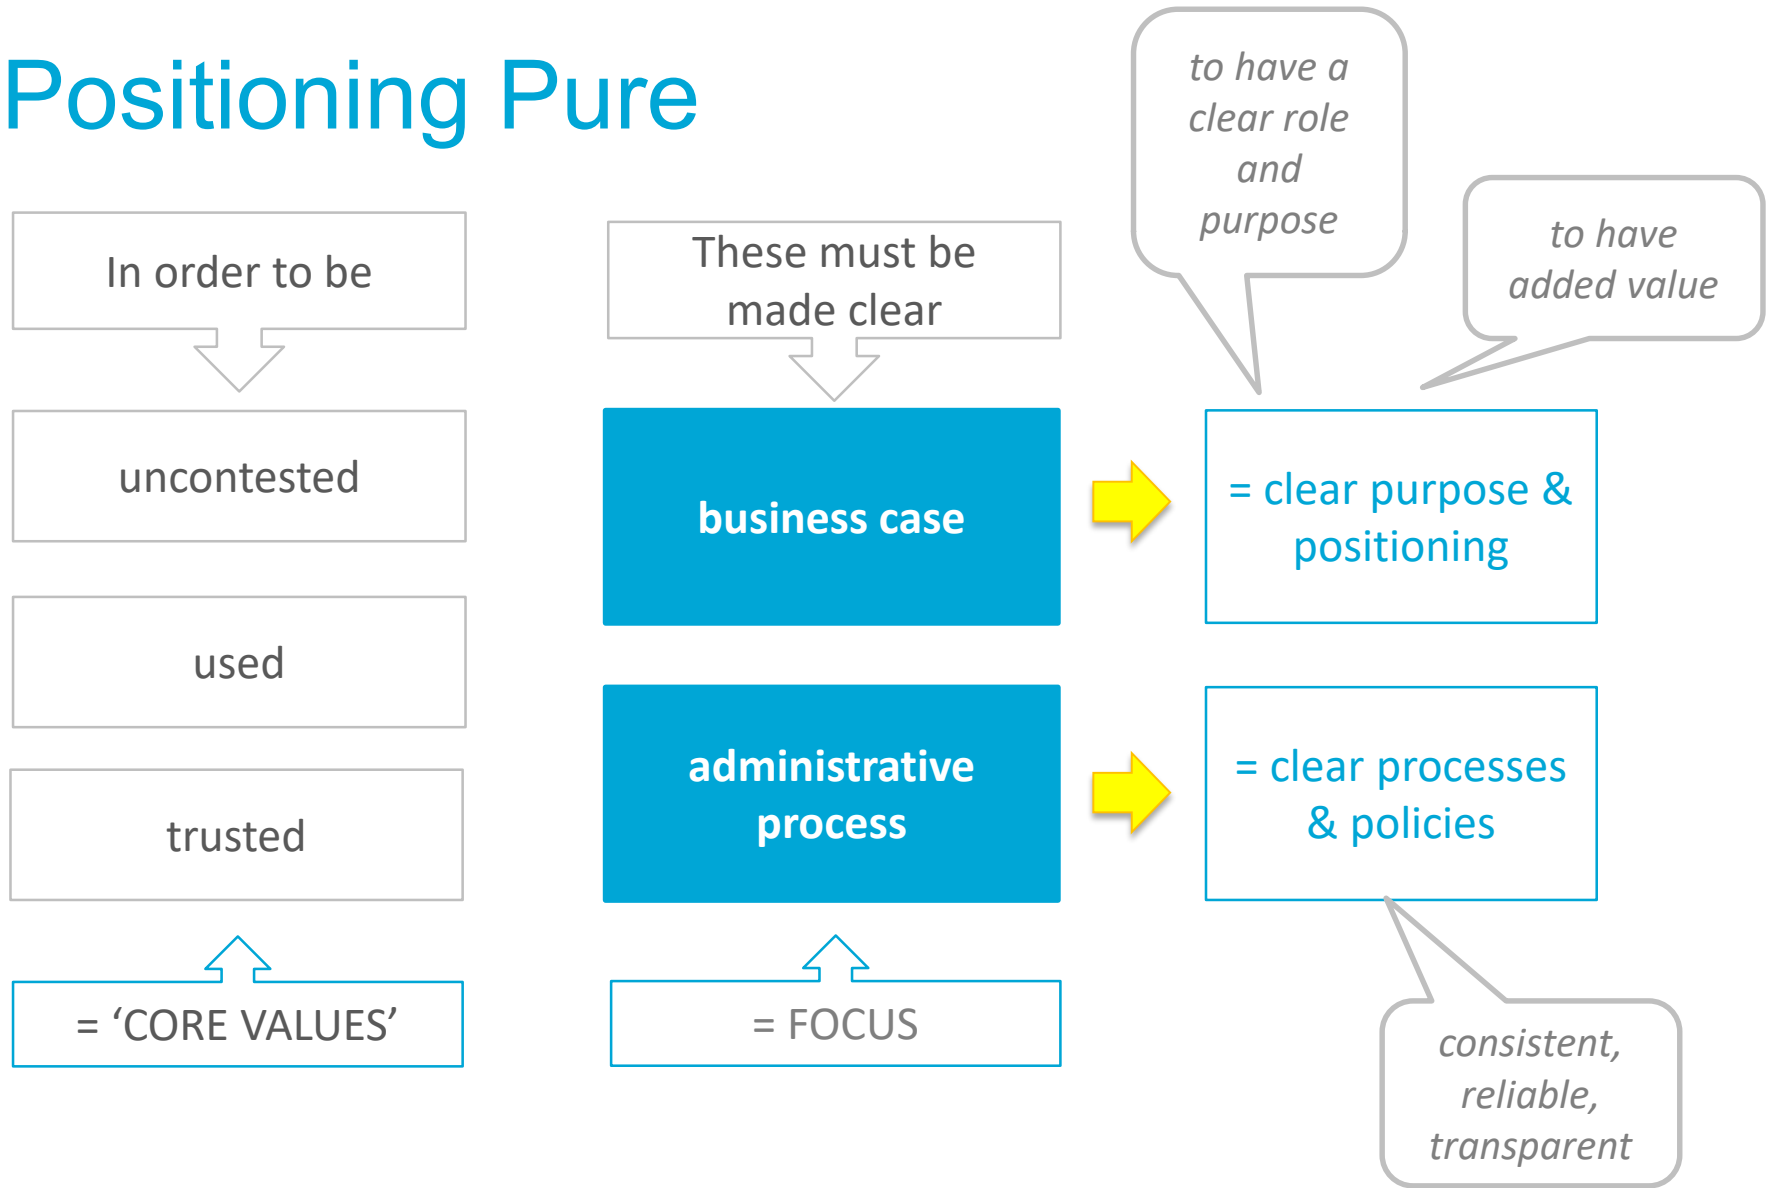 Positioning Pure
In order to be
uncontested
used
trusted
= ‘CORE VALUES’
These must be
made clear
business case
administrative
process
= FOCUS
to have a
clear role
and
purpose
to have
added value
= clear purpose &
positioning
= clear processes
& policies
consistent,
reliable,
transparent